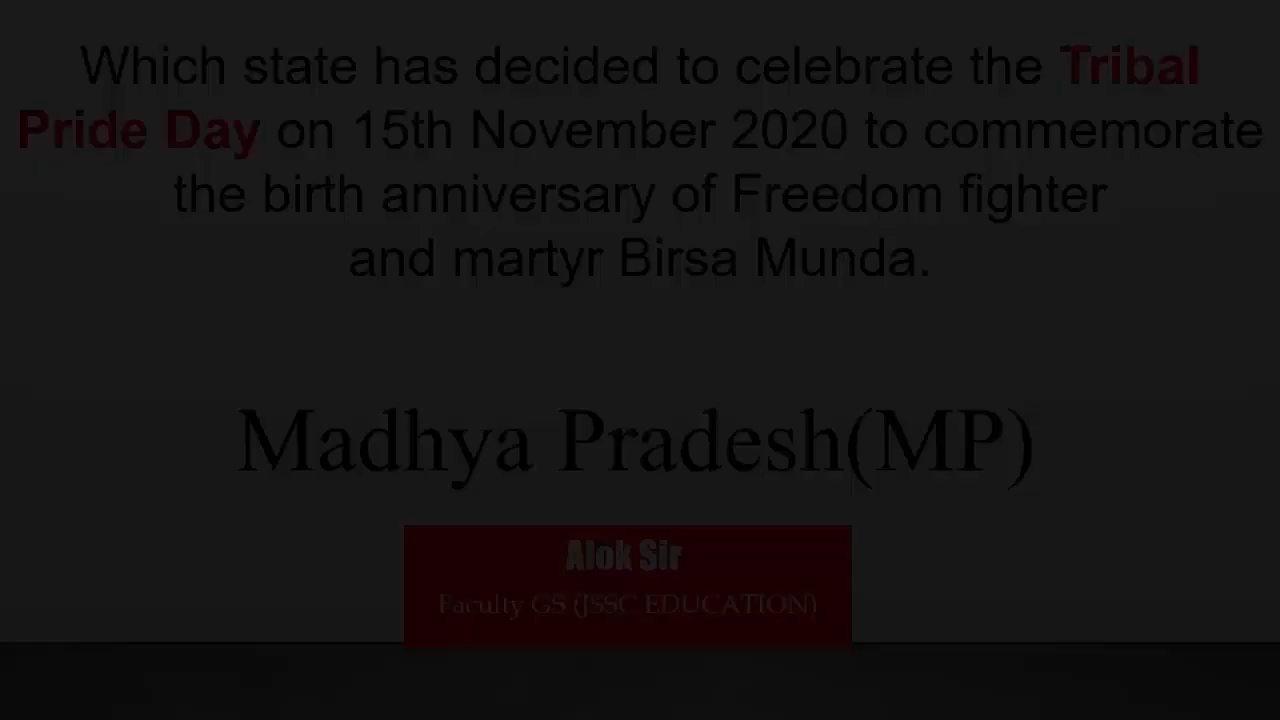 Which state has decided to celebrate the Tribal
Pride Day on 15th November 2020 to commemorate
the birth anniversary of Freedom fighter
and martyr Birsa Munda.
Madhya Pradesh(MP)
Alok Sir
Faculty GS (JSSC EDUCATION)